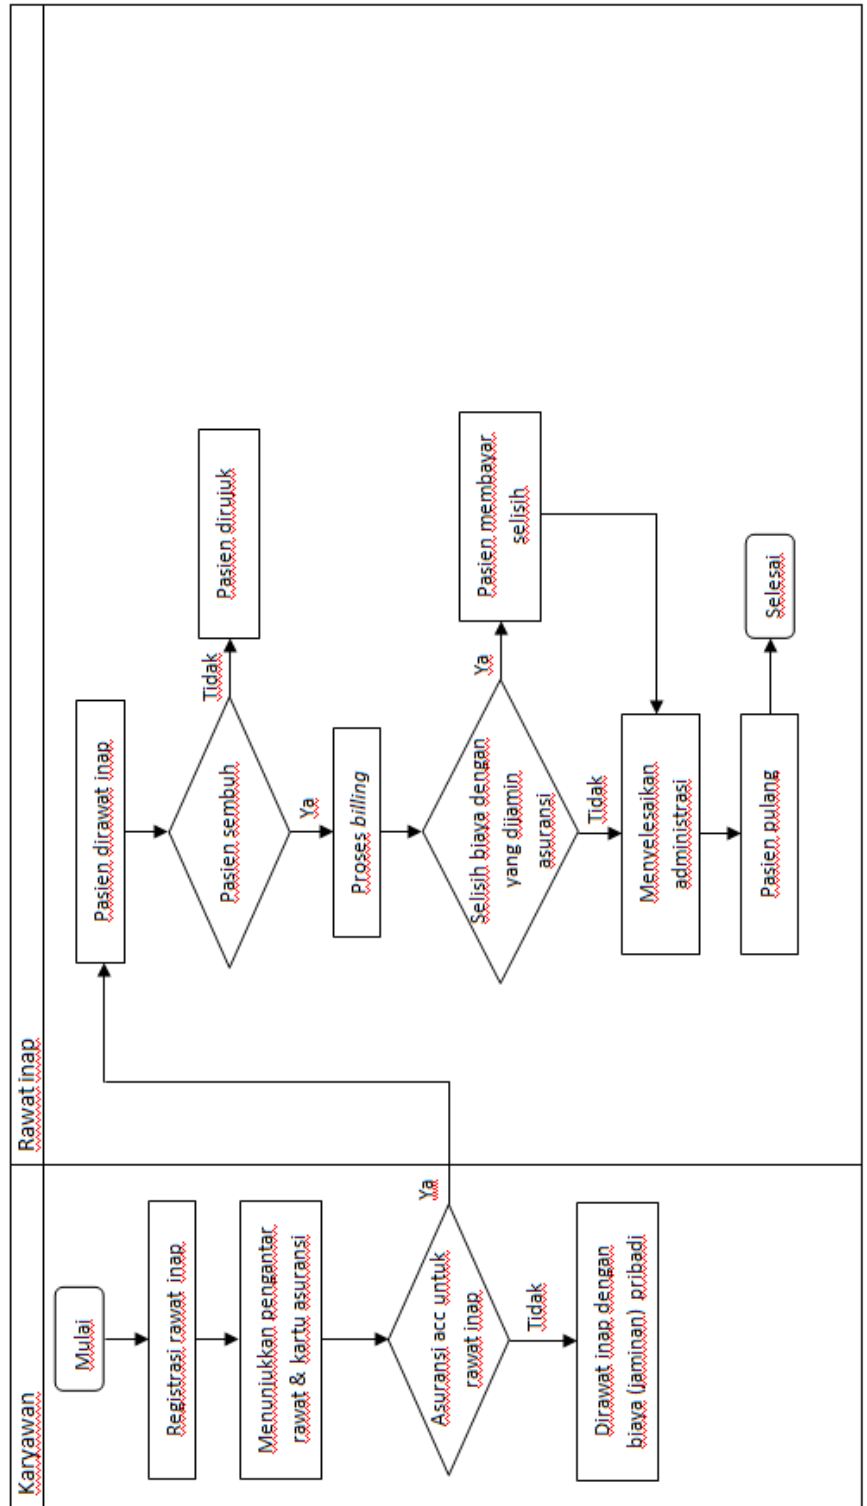 Karyawan
Mulai
Registrasi rawat inap
Menunjukkan pengantar
rawat & kartu asuransi
Asuransi acc untuk
rawat inap
Ya
Tidak
Dirawat inap dengan
biaya (jaminan) pribadi
Rawat inap
Pasien dirawat inap
Pasien sembuh
Tidak
Pasien dirujuk
Ya
Proses billing
Selisih biaya dengan
yang dijamin
asuransi
Ya
Pasien membayar
selisih
Tidak
Menyelesaikan
administrasi
Pasien pulang
Selesai